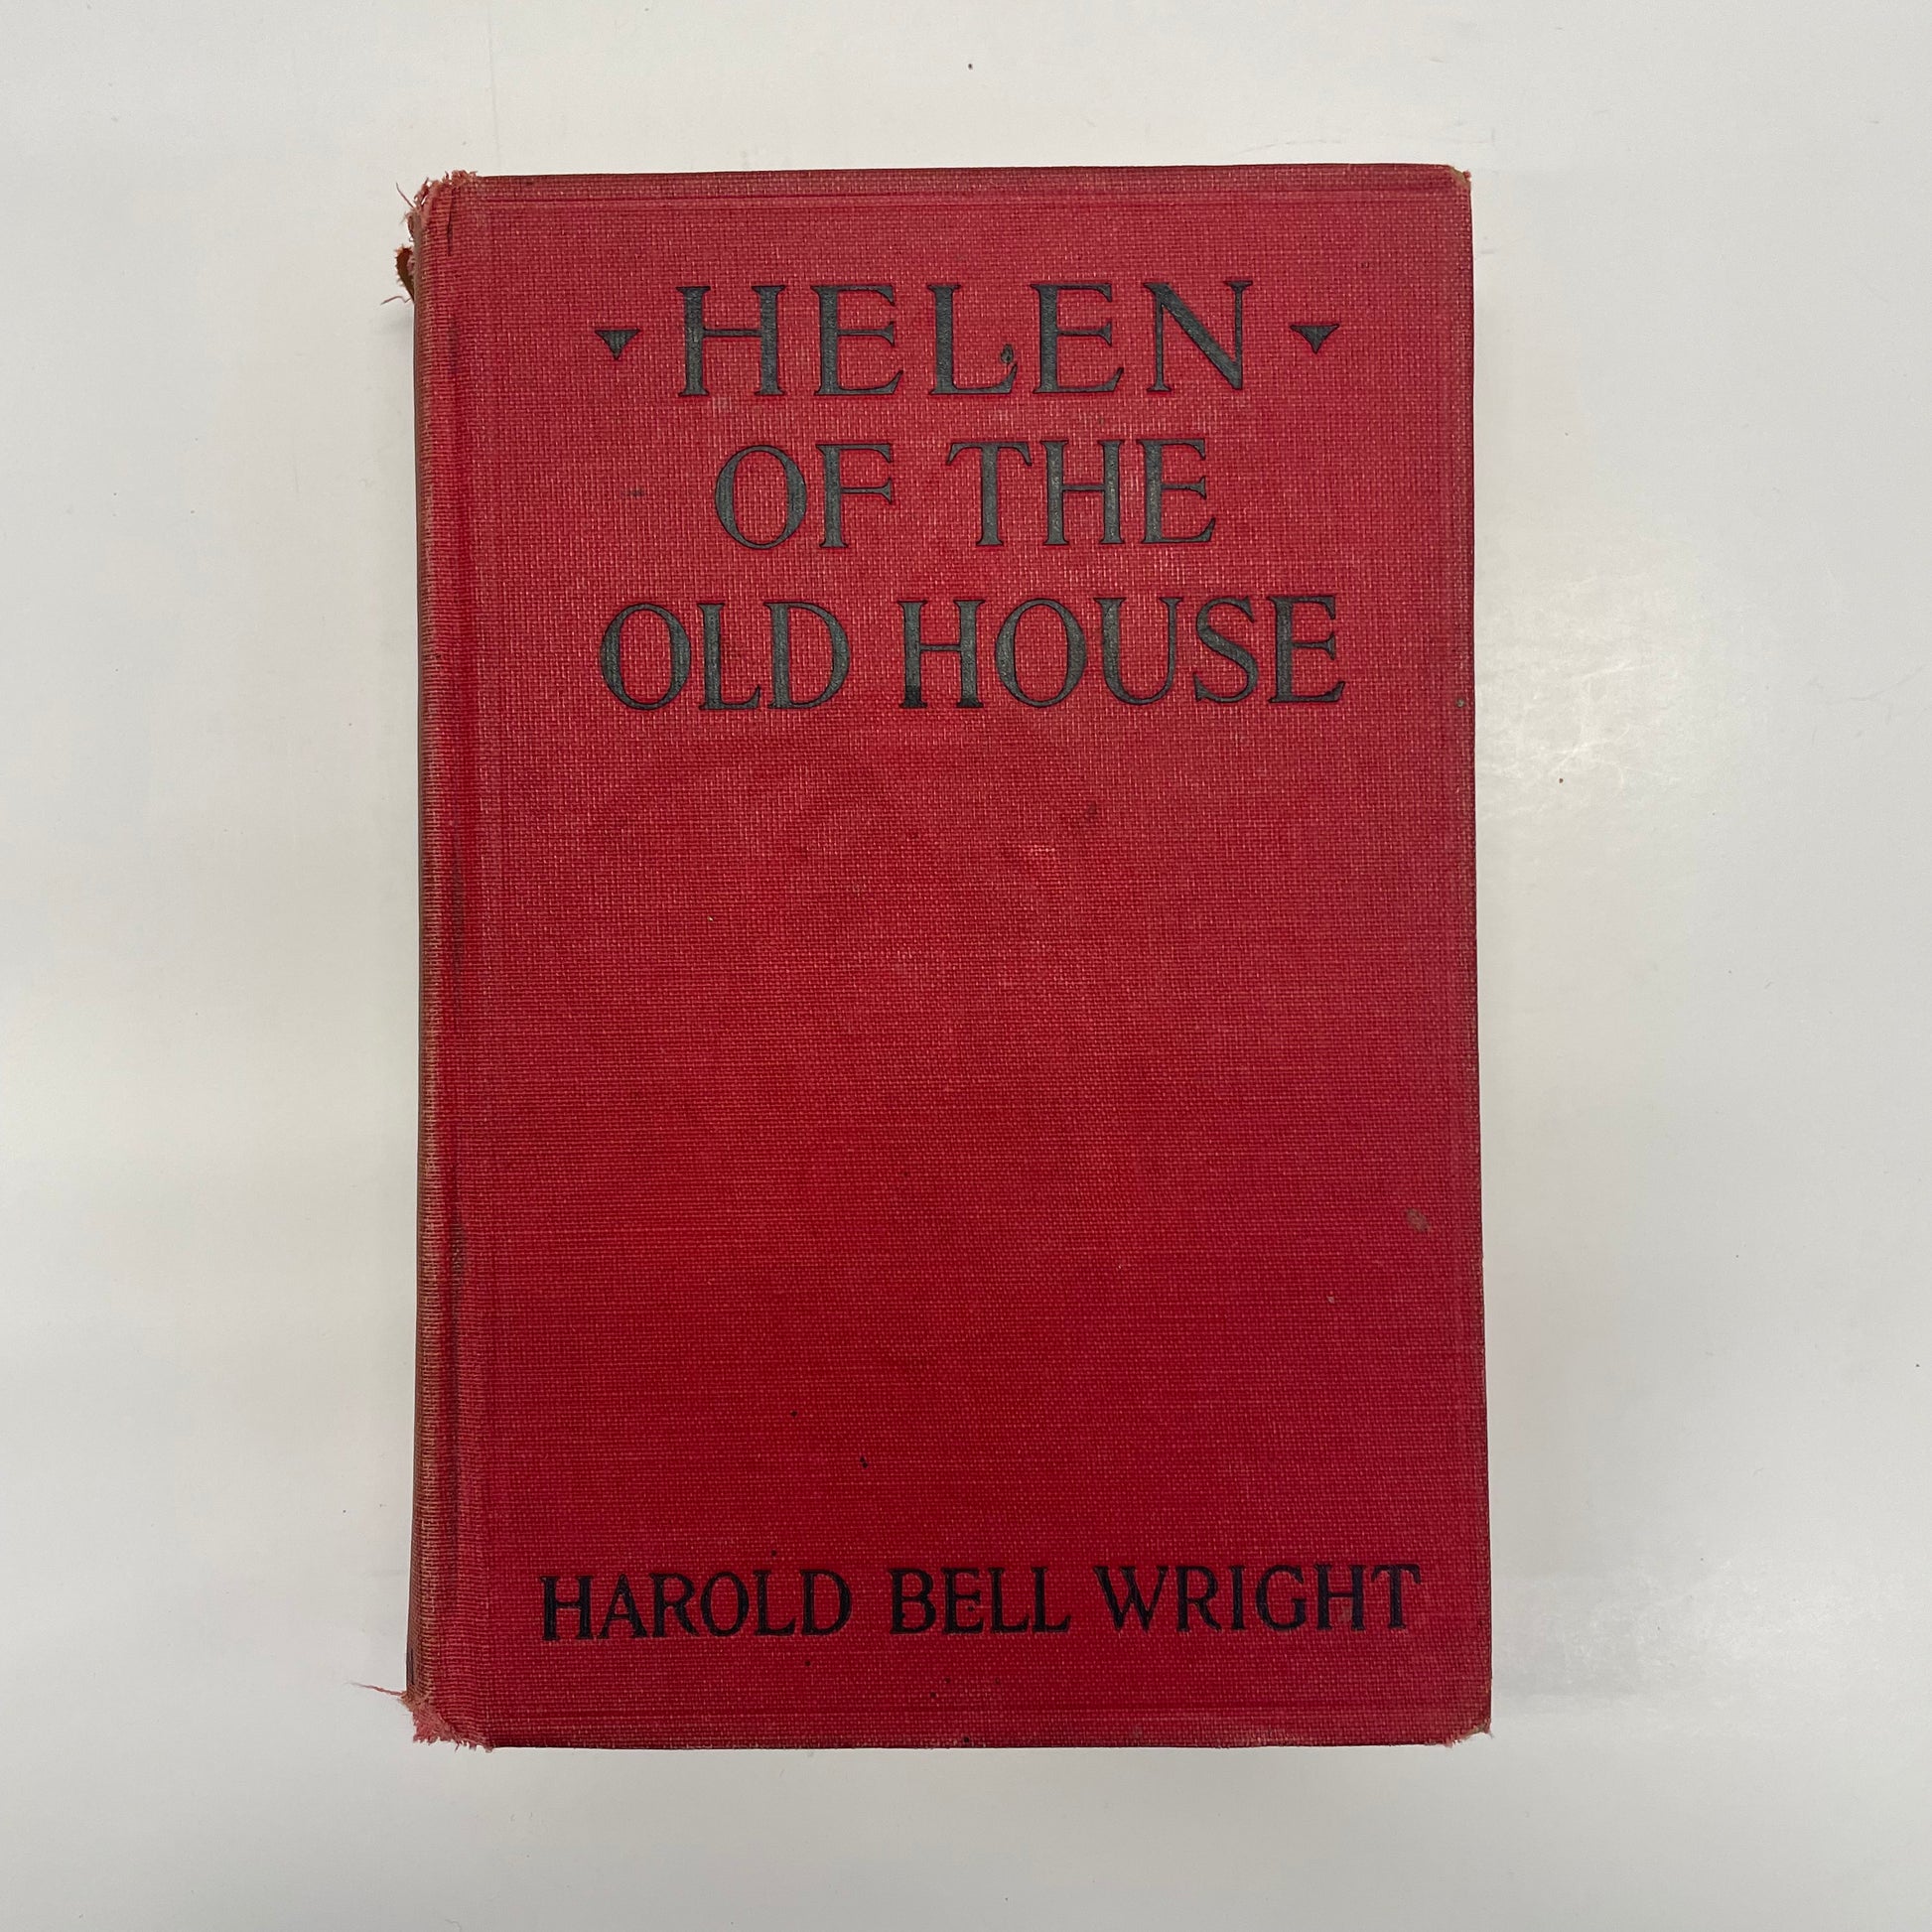 HELEN
OF THE
OLD HOUSE
HAROLD BELL WRIGHT